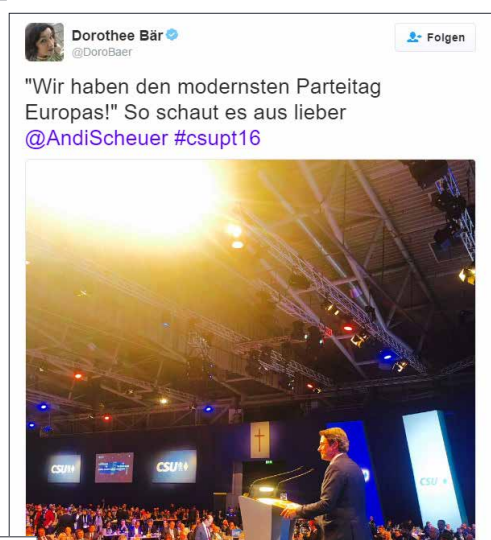 Dorothee Bär
@DoroBaer
Folgen
"Wir haben den modernsten Parteitag
Europas!" So schaut es aus lieber
@AndiScheuer #csupt16
CSU
CSU
CSU